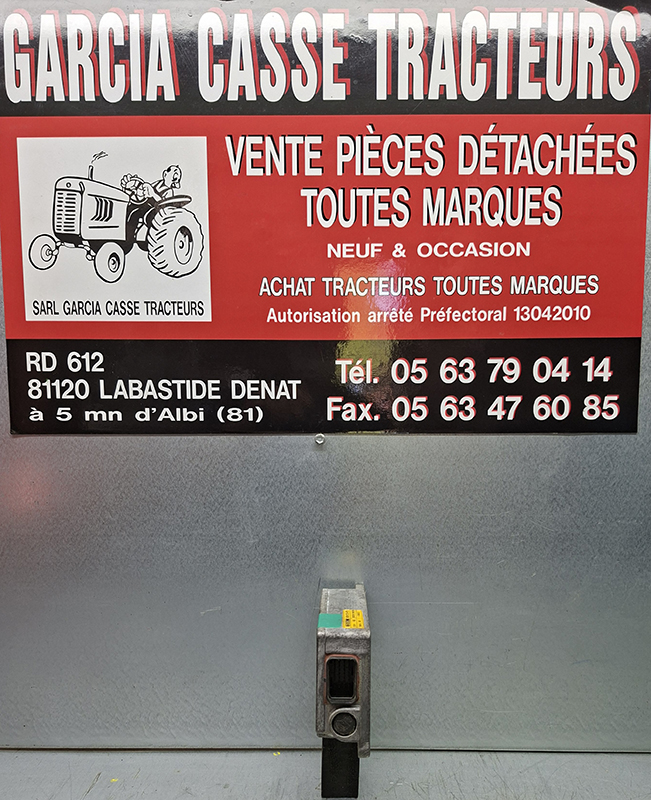 GARCIA CASSE TRACTEURS
VENTE PIÈCES DÉTACHÉES
TOUTES MARQUES
NEUF & OCCASION
ACHAT TRACTEURS TOUTES MARQUES
Autorisation arrêté Préfectoral 13042010
SARL GARCIA CASSE TRACTEURS
RD 612
81120 LABASTIDE DENAT
à 5 mn d'Albi (81)
Tél. 05 63 79 04 14
Fax. 05 63 47 60 85